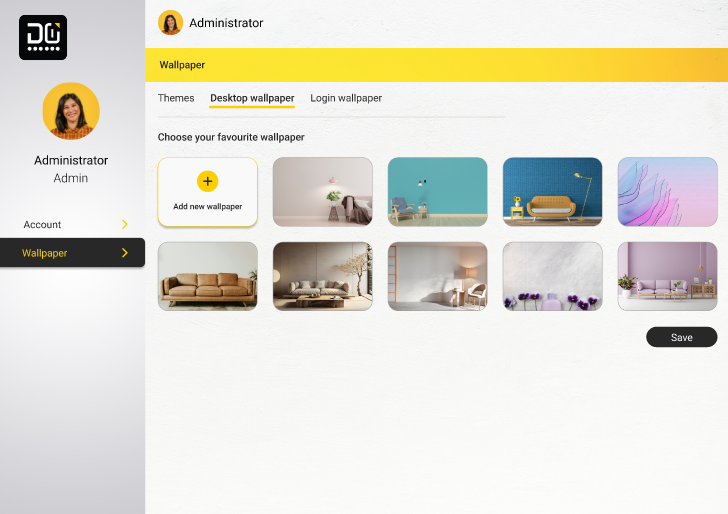 Administrator
Administrator
Admin
Account
Wallpaper
Wallpaper
Themes
Desktop wallpaper
Login wallpaper
Choose your favourite wallpaper
Add new wallpaper
Save